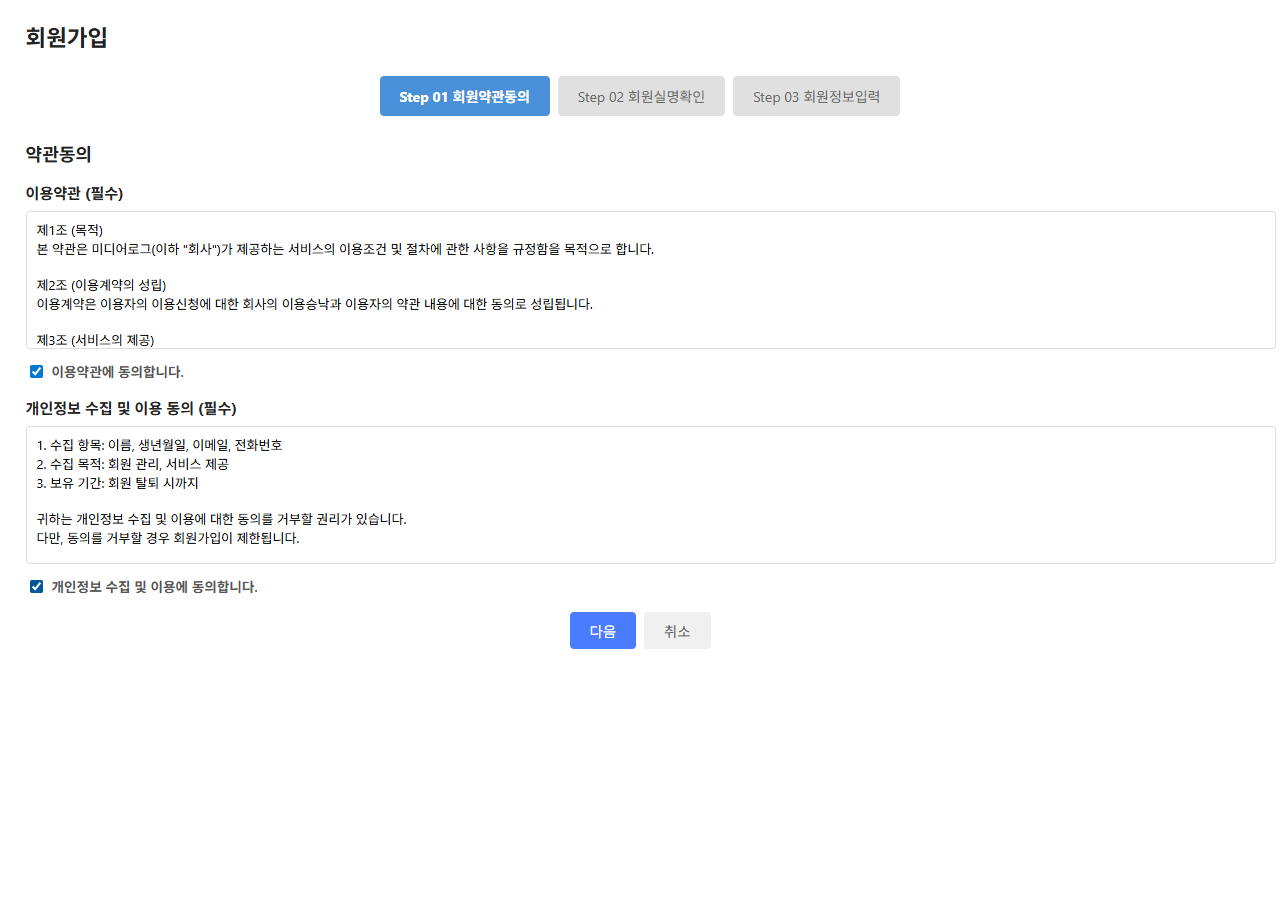 회원가입
Step 01 회원약관동의
Step 02 회원실명확인
Step 03 회원정보입력
약관동의
이용약관 (필수)
제1조 (목적)
본 약관은 미디어로그(이하 "회사")가 제공하는 서비스의 이용조건 및 절차에 관한 사항을 규정함을 목적으로 합니다.
제2조 (이용계약의 성립)
이용계약은 이용자의 이용신청에 대한 회사의 이용승낙과 이용자의 약관 내용에 대한 동의로 성립됩니다.
제3조 (서비스의 제공)
이용약관에 동의합니다.
개인정보 수집 및 이용 동의 (필수)
1. 수집 항목: 이름, 생년월일, 이메일, 전화번호
2. 수집 목적: 회원 관리, 서비스 제공
3. 보유 기간: 회원 탈퇴 시까지
귀하는 개인정보 수집 및 이용에 대한 동의를 거부할 권리가 있습니다.
다만, 동의를 거부할 경우 회원가입이 제한됩니다.
개인정보 수집 및 이용에 동의합니다.
다음
취소